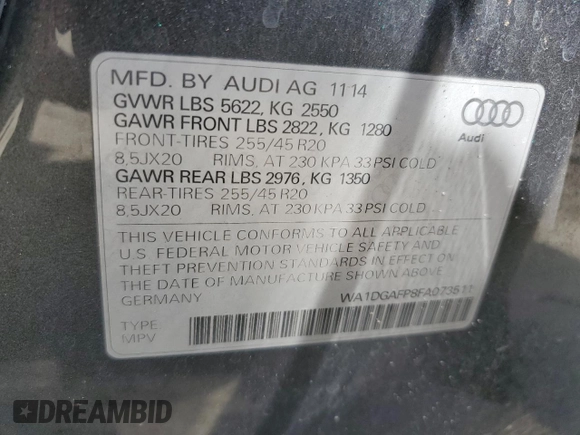 MFD. BY AUDI AG 11 14
GVWR LBS 5622, KG 2550
GAWR FRONT LBS 2822, KG 1280
FRONT-TIRES 255/45 R20
8,5JX20 RIMS, AT 230 KPA 33 PSI COLD
GAWR REAR LBS 2976, KG 1350
REAR-TIRES 255/45 R20
8,5JX20 RIMS, AT 230 KPA 33 PSI COLD
Audi
THIS VEHICLE CONFORMS TO ALL APPLICABLE
U.S. FEDERAL MOTOR VEHICLE SAFETY AND
THEFT PREVENTION STANDARDS IN EFFECT ON
THE DATE OF MANUFACTURE SHOWN ABOVE.
GERMANY
WA1DGAFP8FA073511
TYPE:
MPV
DREAMBID